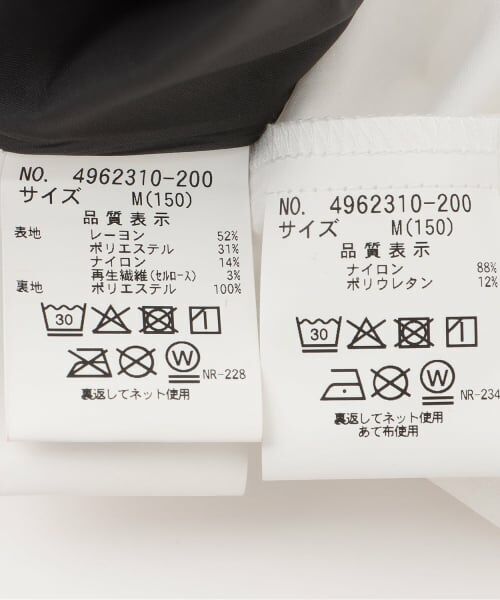 NO. 4962310-200
サイズ M(150)
品質表示
表地 レーヨン 52%
ポリエステル 31%
ナイロン 14%
再生繊維(セルロース) 3%
裏地 ポリエステル 100%
30
W
NR-228
裏返してネット使用
NO. 4962310-200
サイズ M(150)
品質表示
ナイロン 88%
ポリウレタン 12%
30
W
NR-234
裏返してネット使用
あて布使用